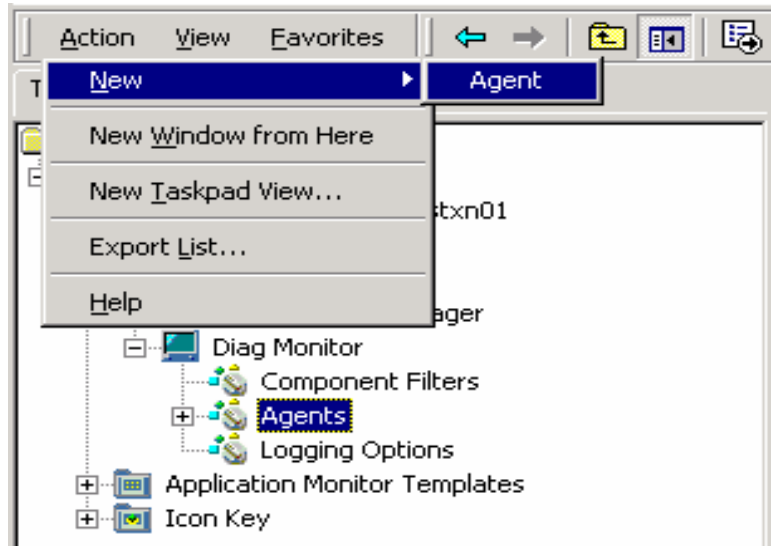 Action View Favorites
T
New Agent
New Window from Here
New Taskpad View...
stxn01
Export List...
Help
ager
Diag Monitor
Component Filters
Agents
Logging Options
Application Monitor Templates
Icon Key